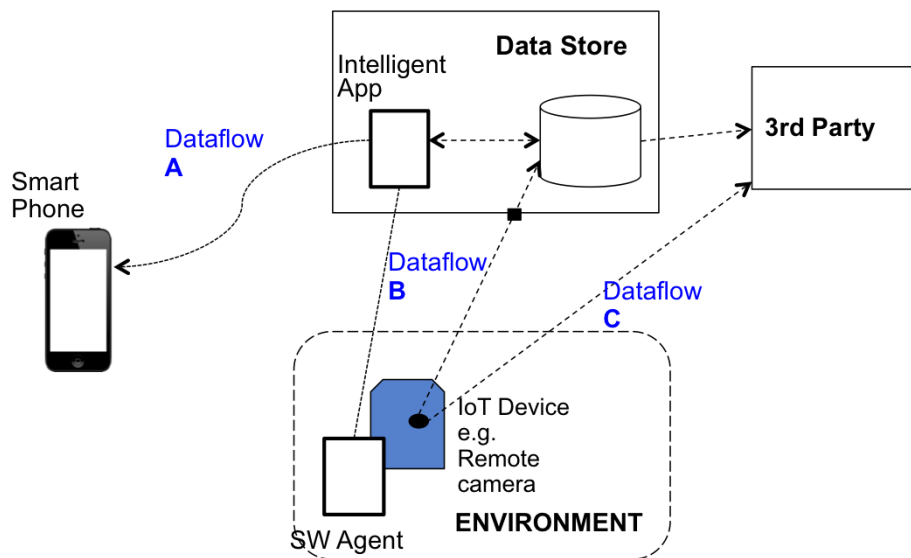 Data Store
Intelligent
App
3rd Party
Dataflow
A
Smart
Phone
Dataflow
B
Dataflow
C
IoT Device
e.g.
Remote
camera
ENVIRONMENT
SW Agent